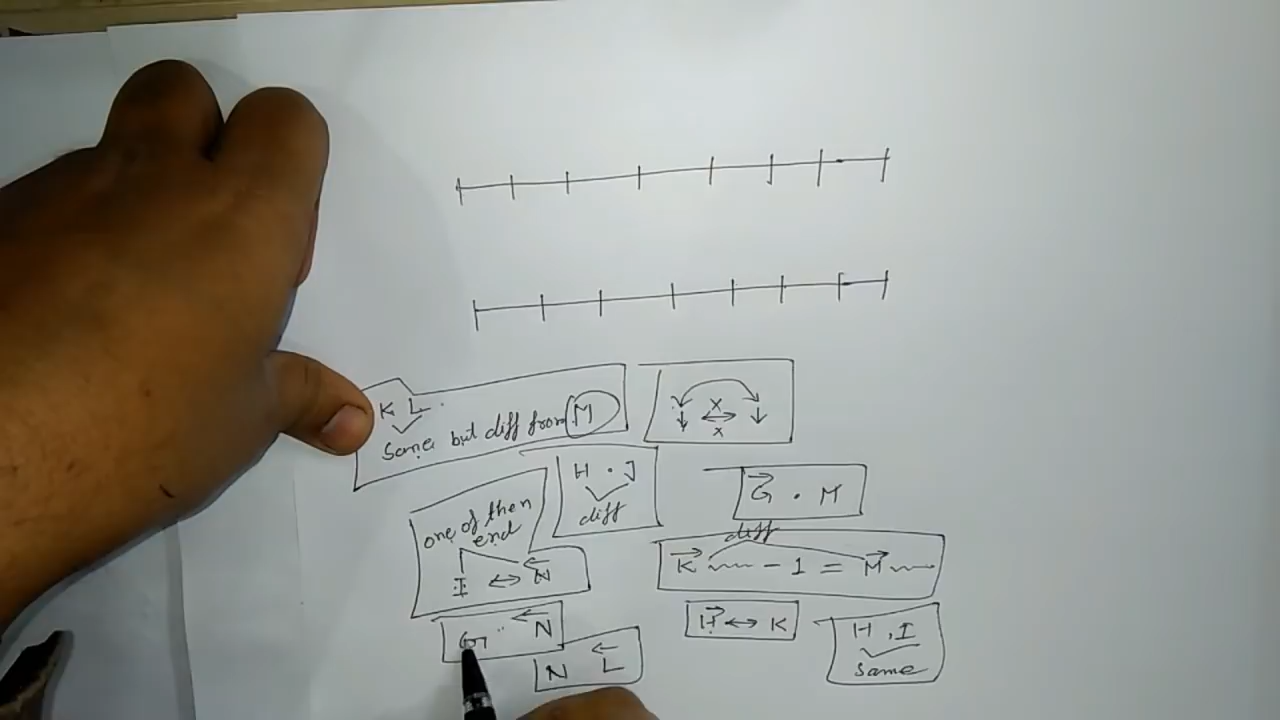 K L
Same but diff from M
x
x
H . J
diff
G . M
one of them
end
I ↔ N
diff
K - 1 = M
G .. N
H ↔ K
H , I
same
N L